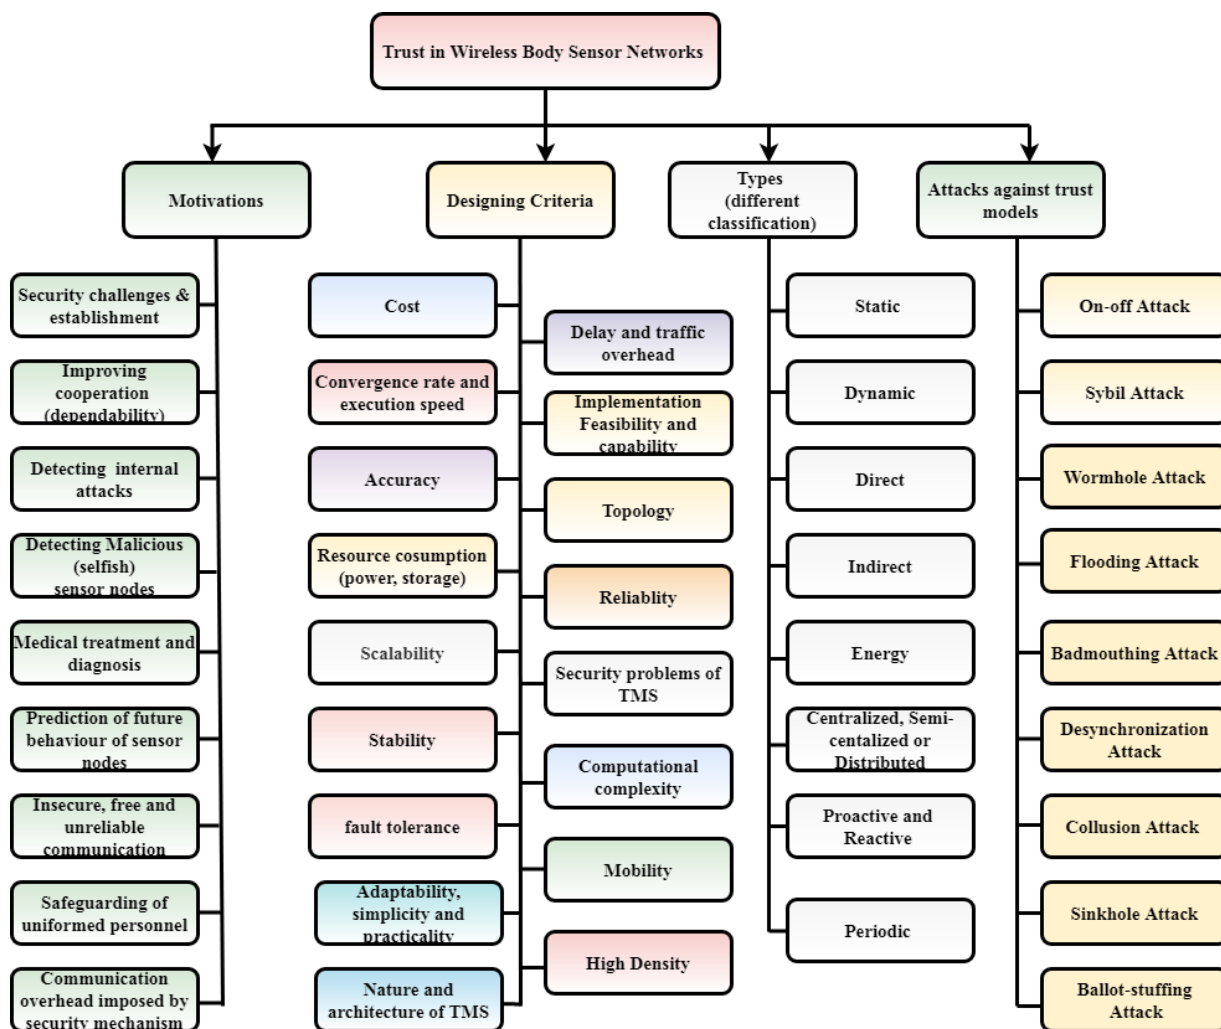 Trust in Wireless Body Sensor Networks
Motivations
Designing Criteria
Types
(different
classification)
Attacks against trust
models
Security challenges &
establishment
Improving
cooperation
(dependability)
Detecting internal
attacks
Detecting Malicious
(selfish)
sensor nodes
Medical treatment and
diagnosis
Prediction of future
behaviour of sensor
nodes
Insecure, free and
unreliable
communication
Safeguarding of
uniformed personnel
Communication
overhead imposed by
security mechanism
Cost
Convergence rate and
execution speed
Accuracy
Resource cosumption
(power, storage)
Scalability
Stability
fault tolerance
Adaptability,
simplicity and
practicality
Nature and
architecture of TMS
Delay and traffic
overhead
Implementation
Feasibility and
capability
Topology
Reliablity
Security problems of
TMS
Computational
complexity
Mobility
High Density
Static
Dynamic
Direct
Indirect
Energy
Centralized, Semi-
centalized or
Distributed
Proactive and
Reactive
Periodic
On-off Attack
Sybil Attack
Wormhole Attack
Flooding Attack
Badmouthing Attack
Desynchronization
Attack
Collusion Attack
Sinkhole Attack
Ballot-stuffing
Attack